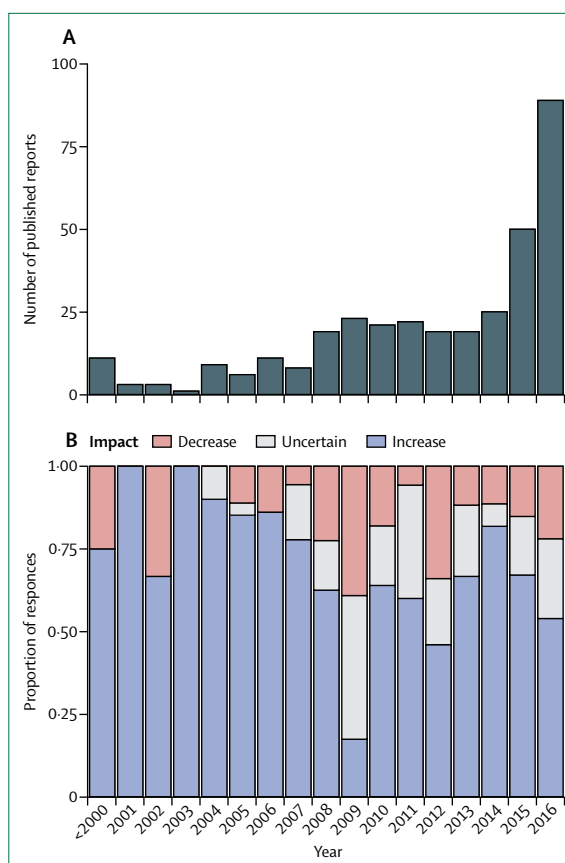 A
100
75
50
25
0
Number of published reports
B Impact Decrease Uncertain Increase
1·00
0·75
0·50
0·25
0
Proportion of responces
<2000 2001 2002 2003 2004 2005 2006 2007 2008 2009 2010 2011 2012 2013 2014 2015 2016
Year